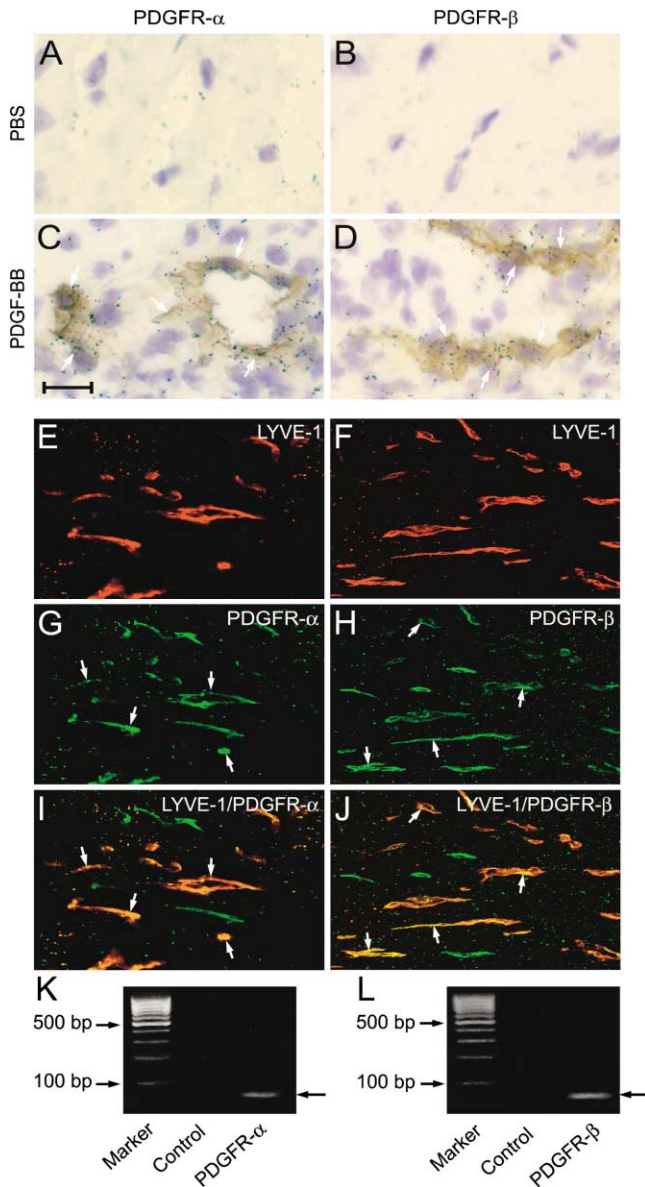 PDGFR-α
PDGFR-β
PBS
A
B
PDGF-BB
C
D
E
LYVE-1
F
LYVE-1
G
PDGFR-α
H
PDGFR-β
I
LYVE-1/PDGFR-α
J
LYVE-1/PDGFR-β
K
500 bp
100 bp
Marker
Control
PDGFR-α
L
500 bp
100 bp
Marker
Control
PDGFR-β